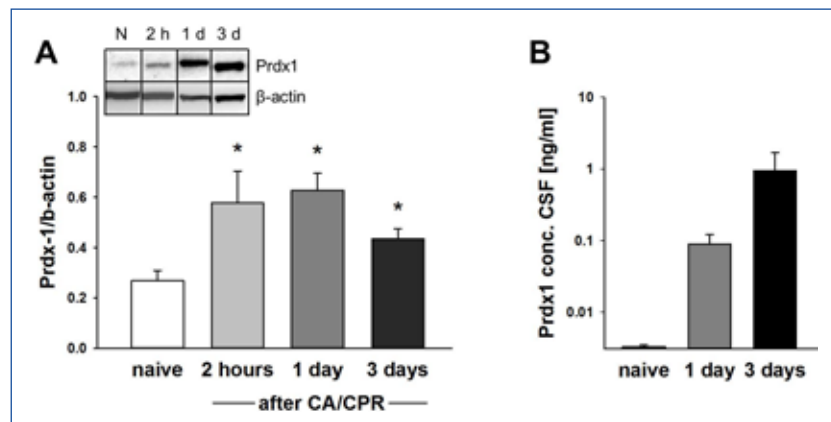 A
N 2 h 1 d 3 d
Prdx1
β-actin
Prdx-1/b-actin
1.0
0.8
0.6
0.4
0.2
0.0
* * *
naive 2 hours 1 day 3 days
after CA/CPR
B
Prdx1 conc. CSF [ng/ml]
10
1
0.1
0.01
naive 1 day 3 days